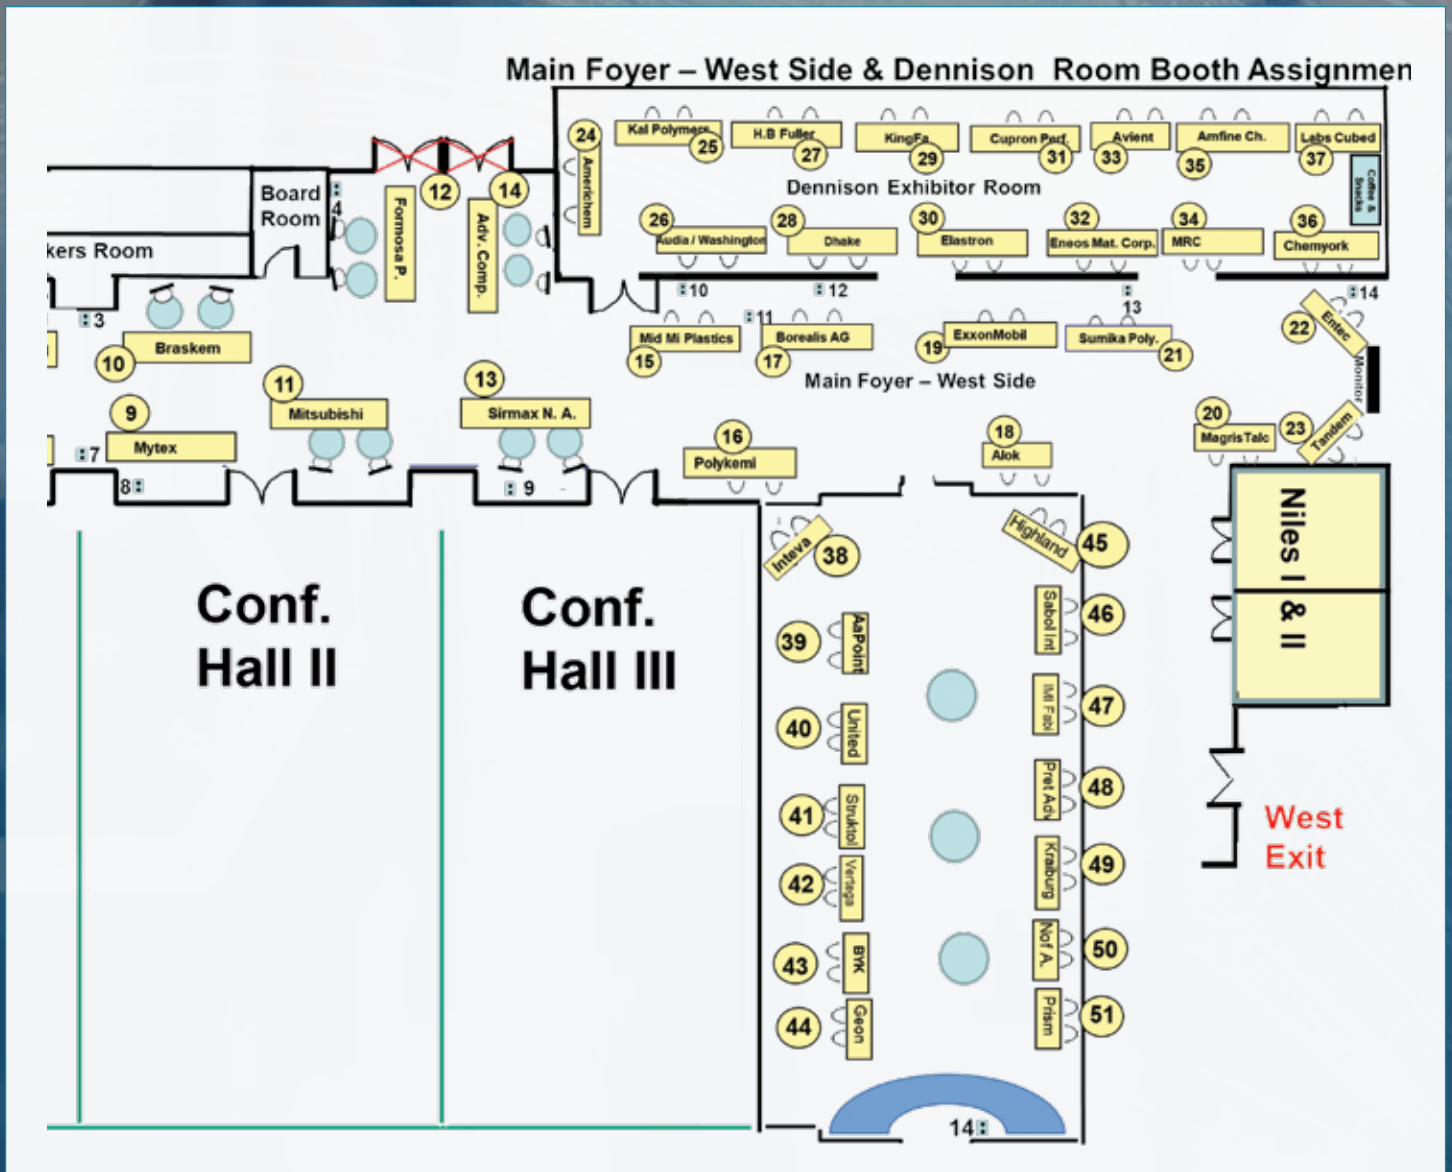 Main Foyer – West Side & Dennison Room Booth Assignmen
24
Americhem
Kal Polymers
25
H.B Fuller
27
KingFa
29
Cupron Perf.
31
Avient
33
Amfine Ch.
35
Labs Cubed
37
Coffee &
Snacks
Dennison Exhibitor Room
26
Audia / Washington
28
Dhake
30
Elastron
32
Eneos Mat. Corp.
34
MRC
36
Chemyork
Board
Room
4
12
14
Formosa P.
Adv. Comp.
kers Room
3
10
Braskem
10
12
11
13
14
Mid Mi Plastics
15
Borealis AG
17
ExxonMobil
19
Sumika Poly.
21
22
Entec
Monitor
Main Foyer – West Side
11
Mitsubishi
13
Sirmax N. A.
9
Mytex
7
8
9
16
Polykemi
18
Alok
20
MagrisTalc
23
Tandem
Niles I & II
Conf.
Hall II
Conf.
Hall III
Inteva
38
Highland
45
39
AaPoint
Sabol Int
46
40
United
IMI Fabi
47
41
Struktol
Pret Adv
48
42
Vertega
Kraiburg
49
43
BYK
Nof A.
50
44
Geon
Prism
51
West
Exit
14